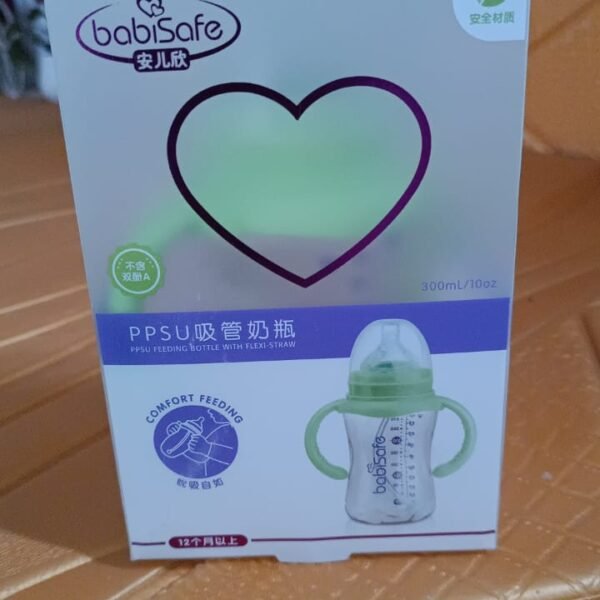 babisafe
安儿欣
安全材质
不含
双酚A
300mL/10oz
PPSU吸管奶瓶
PPSU FEEDING BOTTLE WITH FLEXI-STRAW
COMFORT FEEDING
吮吸自如
babisafe
12个月以上